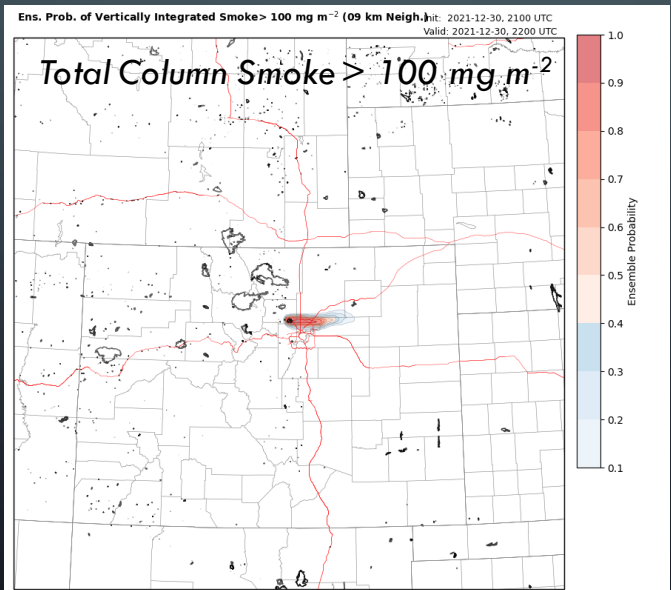 Ens. Prob. of Vertically Integrated Smoke> 100 mg m⁻² (09 km Neigh.)
Init: 2021-12-30, 2100 UTC
Valid: 2021-12-30, 2200 UTC
Total Column Smoke > 100 mg m⁻²
1.0
0.9
0.8
0.7
0.6
0.5
0.4
0.3
0.2
0.1
Ensemble Probability